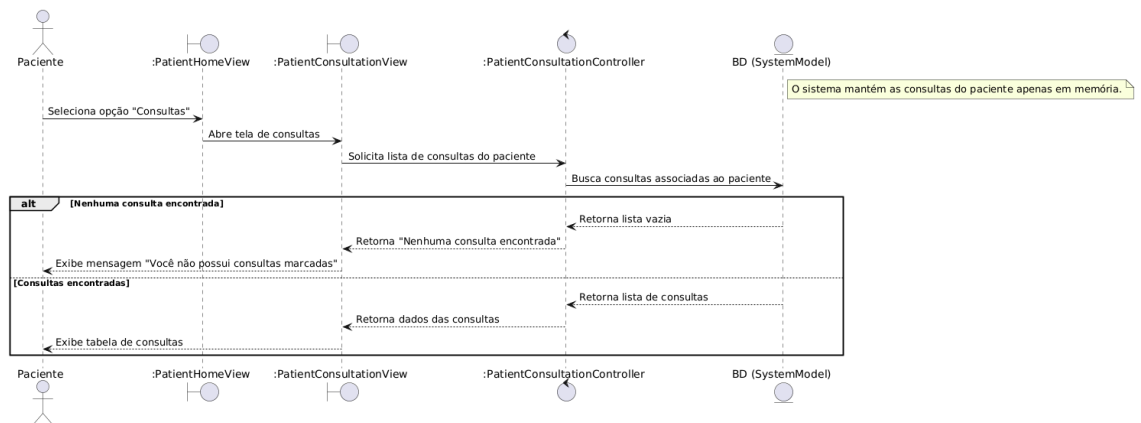 Paciente
:PatientHomeView
:PatientConsultationView
:PatientConsultationController
BD (SystemModel)
O sistema mantém as consultas do paciente apenas em memória.
Seleciona opção "Consultas"
Abre tela de consultas
Solicita lista de consultas do paciente
Busca consultas associadas ao paciente
alt [Nenhuma consulta encontrada]
Retorna lista vazia
Retorna "Nenhuma consulta encontrada"
Exibe mensagem "Você não possui consultas marcadas"
[Consultas encontradas]
Retorna lista de consultas
Retorna dados das consultas
Exibe tabela de consultas
Paciente
:PatientHomeView
:PatientConsultationView
:PatientConsultationController
BD (SystemModel)